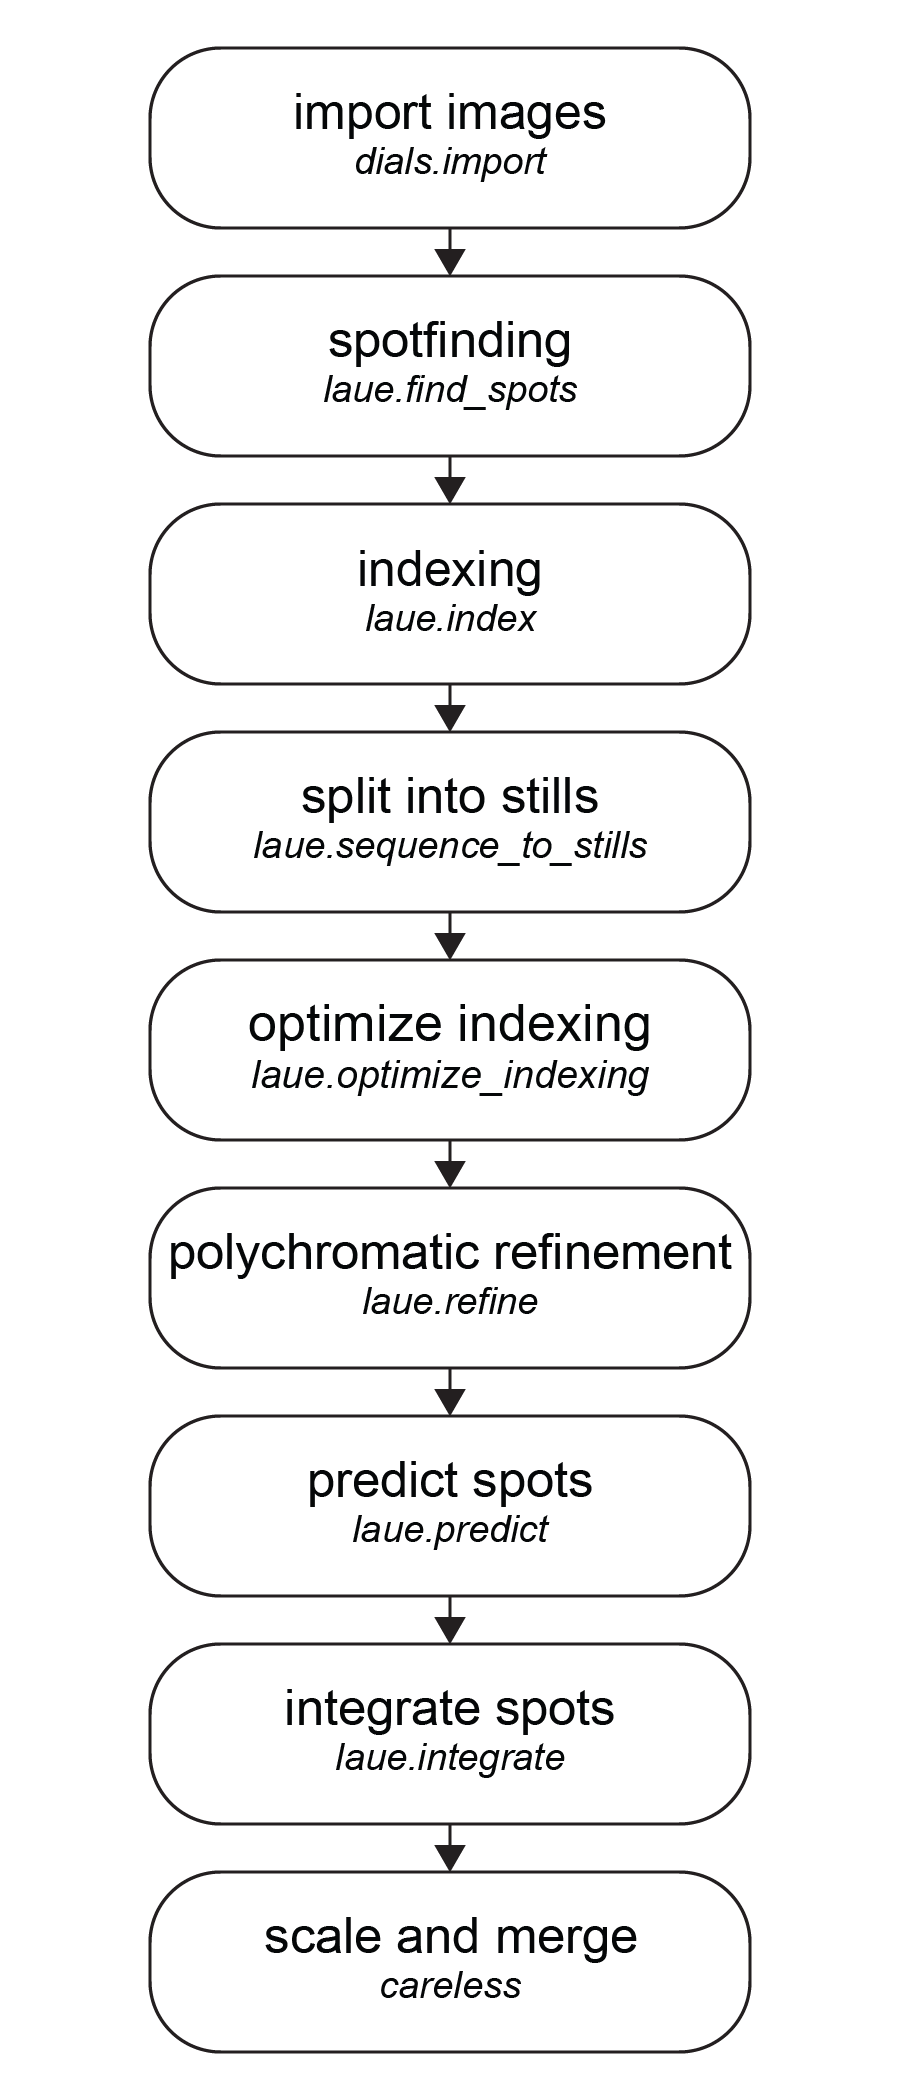 import images
dials.import
spotfinding
laue.find_spots
indexing
laue.index
split into stills
laue.sequence_to_stills
optimize indexing
laue.optimize_indexing
polychromatic refinement
laue.refine
predict spots
laue.predict
integrate spots
laue.integrate
scale and merge
careless